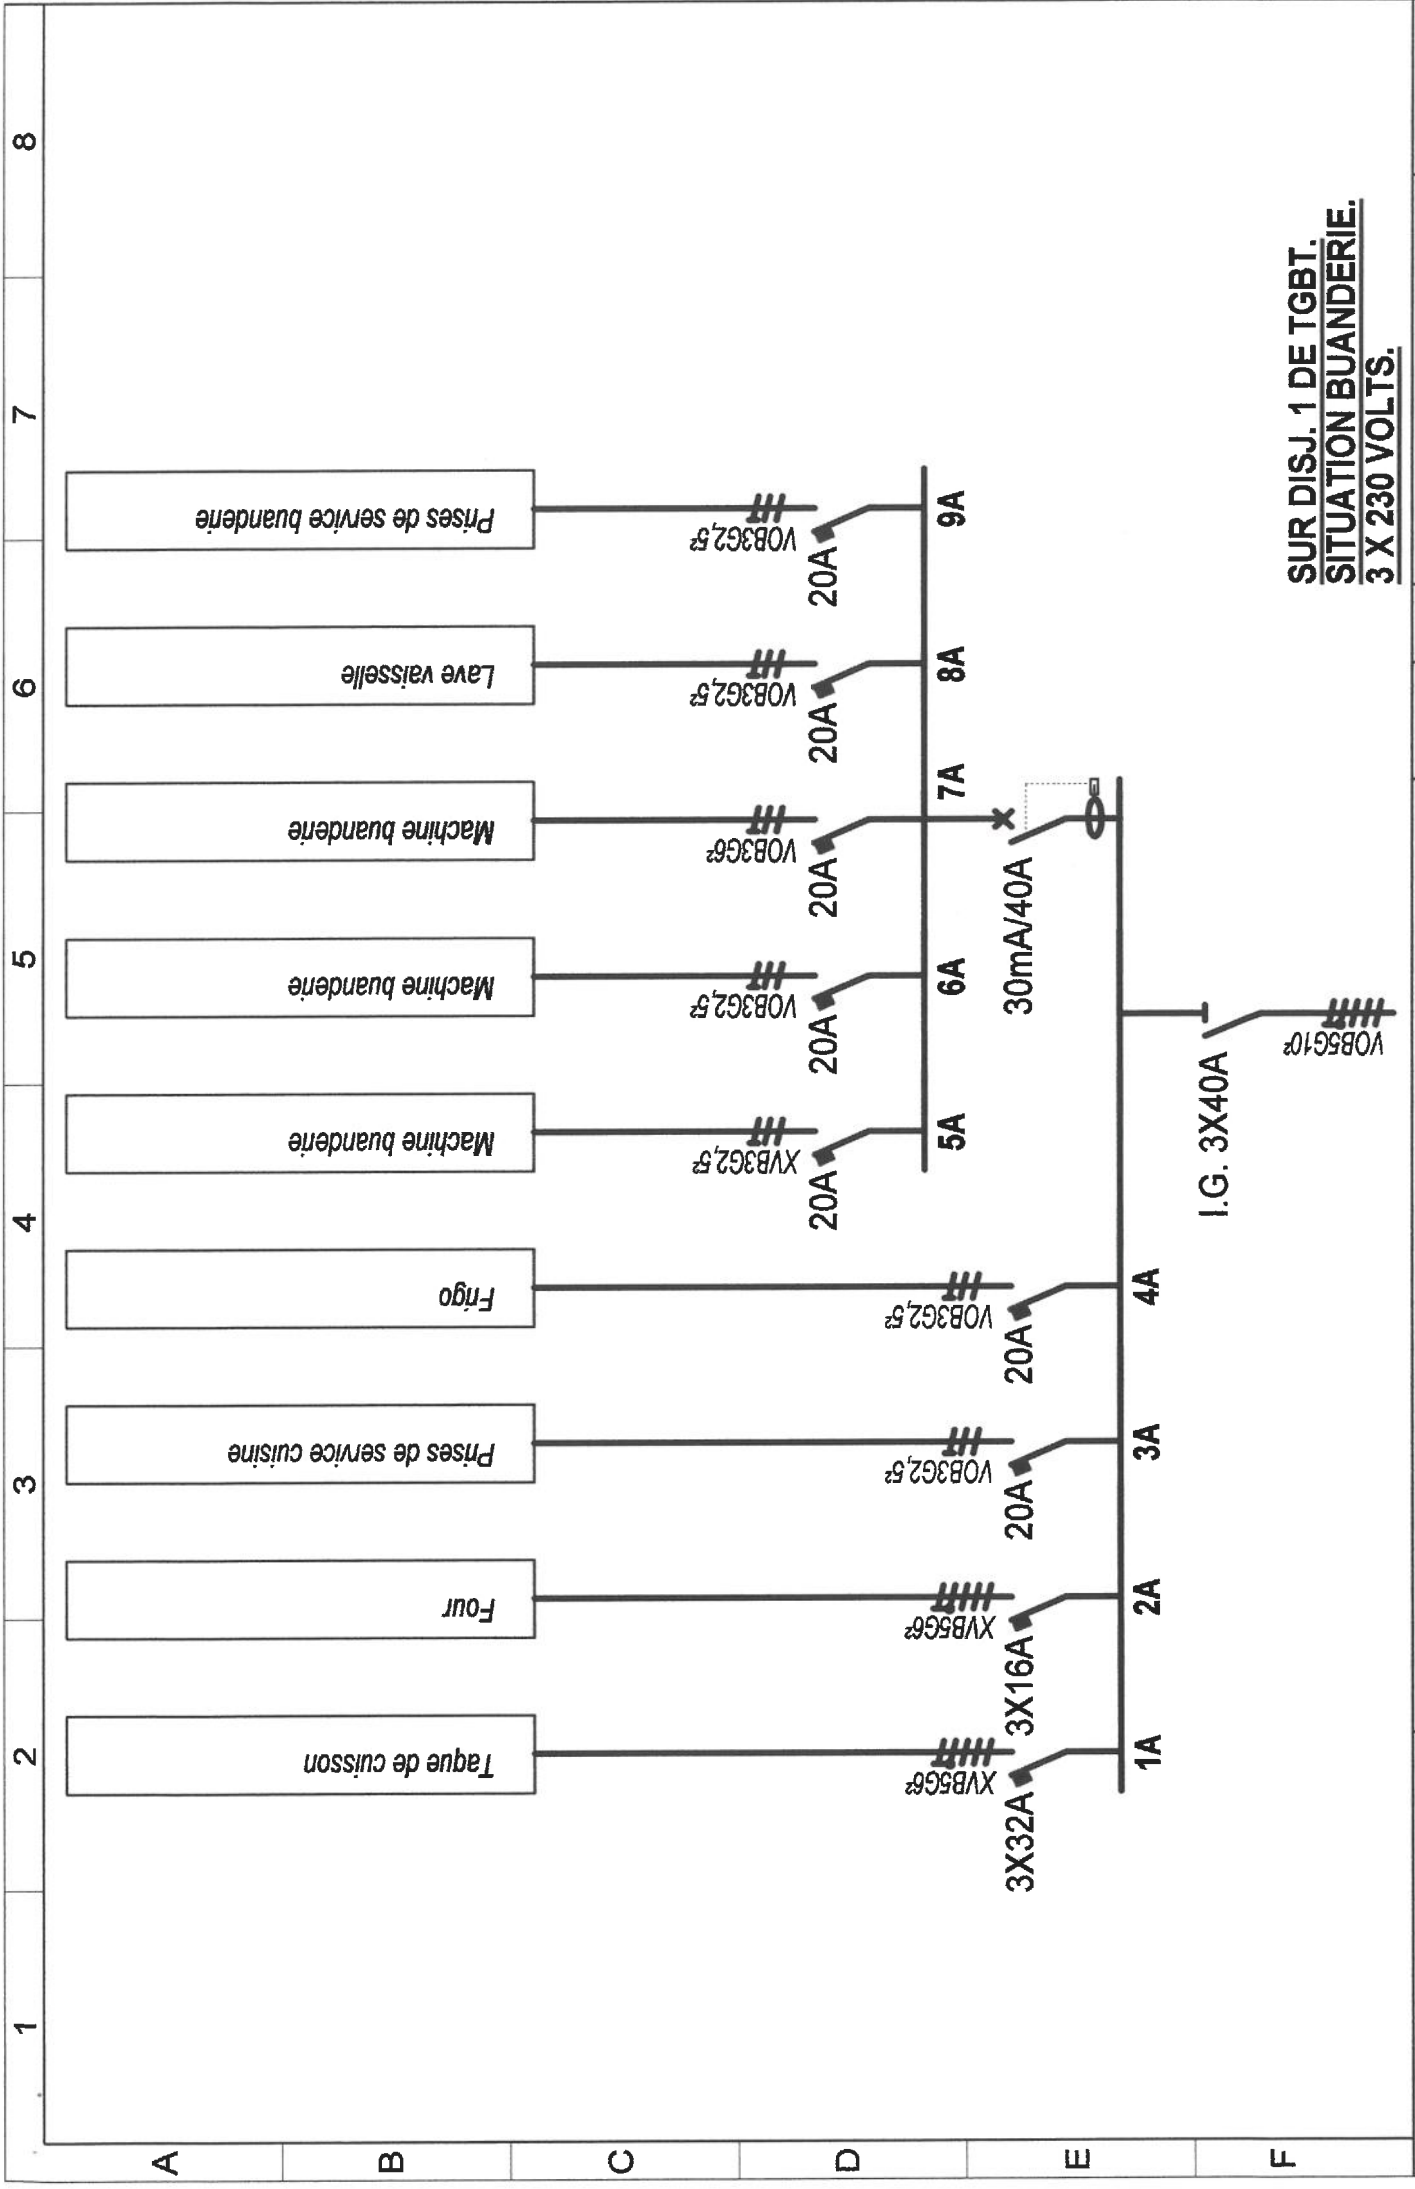 1 2 3 4 5 6 7 8
A
B
C
D
E
F
Taque de cuisson
Four
Prises de service cuisine
Frigo
Machine buanderie
Machine buanderie
Machine buanderie
Lave vaisselle
Prises de service buanderie
XVB3G2,5²
VOB3G2,5²
VOB3G6²
VOB3G2,5²
VOB3G2,5²
20A
20A
20A
20A
20A
5A
6A
7A
8A
9A
XVB5G6²
XVB5G6²
VOB3G2,5²
VOB3G2,5²
3X32A
3X16A
20A
20A
30mA/40A
1A
2A
3A
4A
I.G. 3X40A
VOB5G10²
SUR DISJ. 1 DE TGBT.
SITUATION BUANDERIE.
3 X 230 VOLTS.